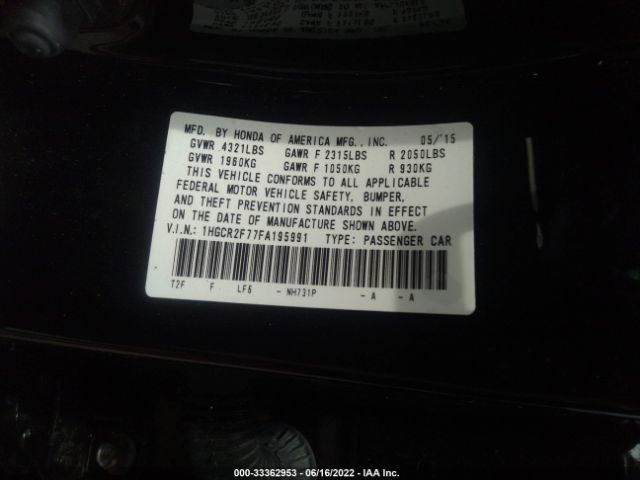 MFD. BY HONDA OF AMERICA MFG., INC. 05/15
GVWR 4321LBS GAWR F 2315LBS R 2050LBS
GVWR 1960KG GAWR F 1050KG R 930KG
THIS VEHICLE CONFORMS TO ALL APPLICABLE
FEDERAL MOTOR VEHICLE SAFETY, BUMPER,
AND THEFT PREVENTION STANDARDS IN EFFECT
ON THE DATE OF MANUFACTURE SHOWN ABOVE.
V.I.N.: 1HGCR2F77FA195991 TYPE: PASSENGER CAR
T2F F LF6 - NH731P - A - A
000-33362953 - 06/16/2022 - IAA Inc.